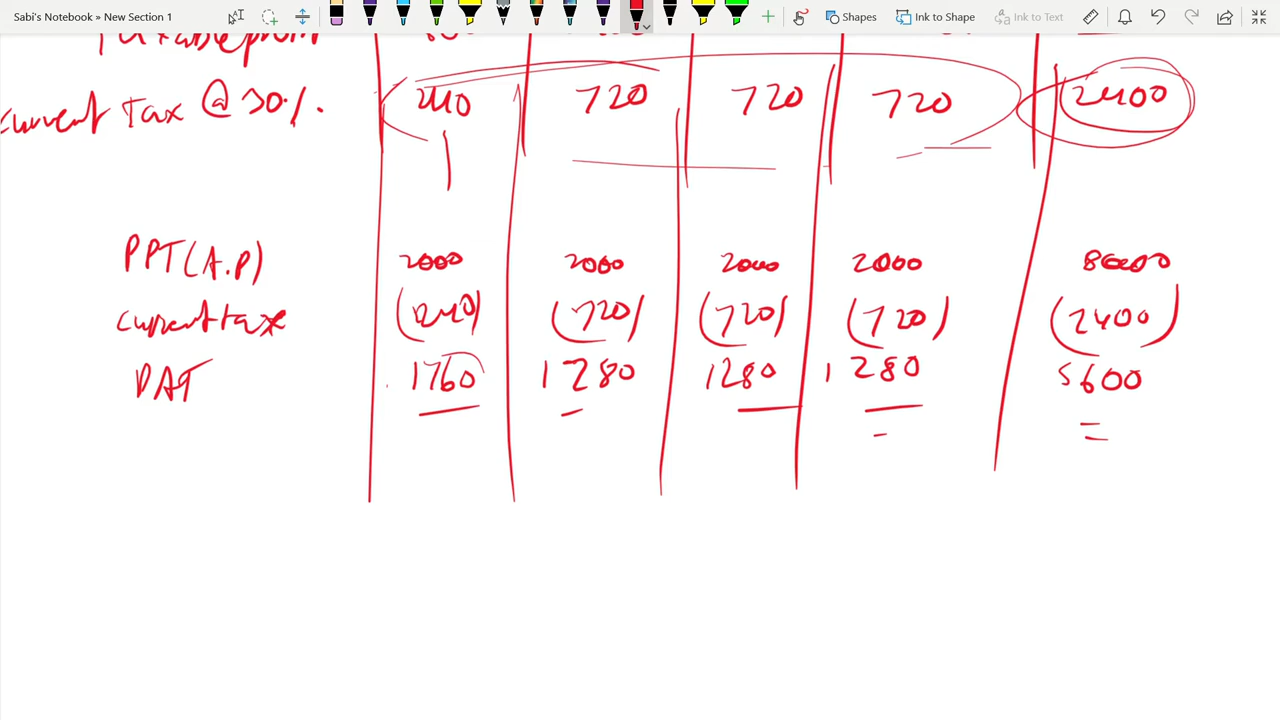 Sabi's Notebook » New Section 1 Shapes Ink to Shape Ink to Text
Current Tax @ 30%. 240 720 720 720 2400
PPT (A.P) 2000 2000 2000 2000 8000
current tax (240) (720) (720) (720) (2400)
PAT 1760 1280 1280 1280 5600